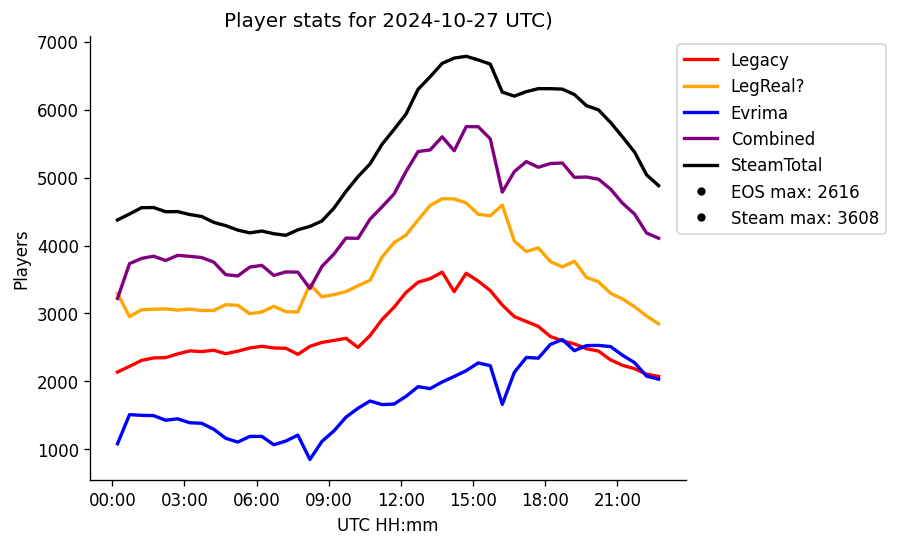 Player stats for 2024-10-27 UTC)
7000
6000
5000
4000
3000
2000
1000
Players
00:00 03:00 06:00 09:00 12:00 15:00 18:00 21:00
UTC HH:mm
Legacy
LegReal?
Evrima
Combined
SteamTotal
EOS max: 2616
Steam max: 3608